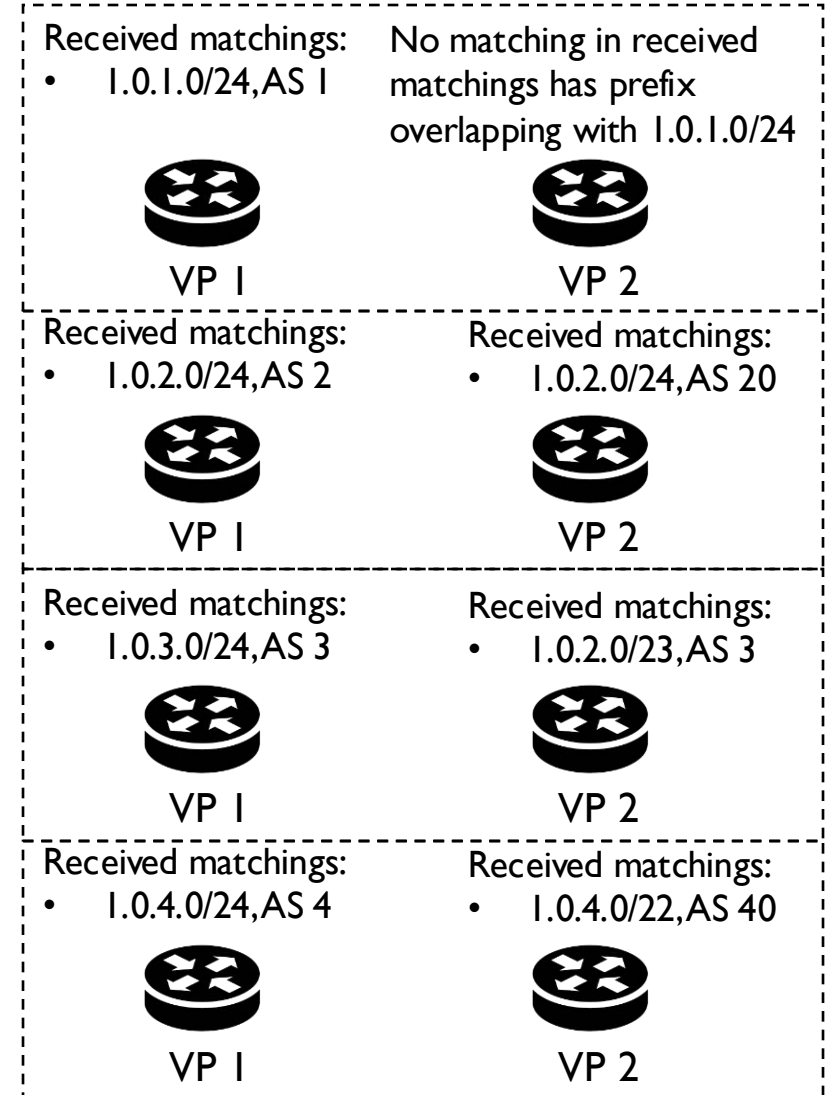 Received matchings:
• 1.0.1.0/24, AS 1
No matching in received
matchings has prefix
overlapping with 1.0.1.0/24
VP 1
VP 2
Received matchings:
• 1.0.2.0/24, AS 2
Received matchings:
• 1.0.2.0/24, AS 20
VP 1
VP 2
Received matchings:
• 1.0.3.0/24, AS 3
Received matchings:
• 1.0.2.0/23, AS 3
VP 1
VP 2
Received matchings:
• 1.0.4.0/24, AS 4
Received matchings:
• 1.0.4.0/22, AS 40
VP 1
VP 2